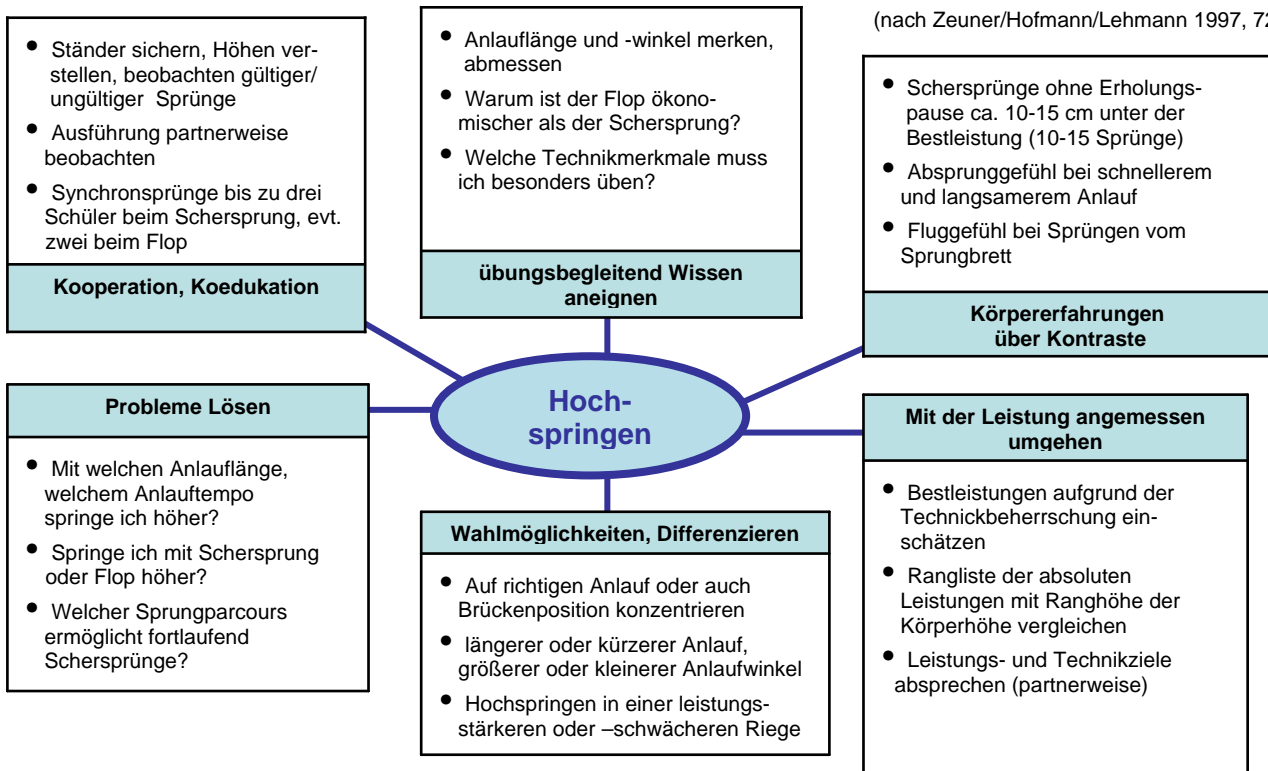 (nach Zeuner/Hofmann/Lehmann 1997, 72
• Ständer sichern, Höhen ver-
stellen, beobachten gültiger/
ungültiger Sprünge
• Ausführung partnerweise
beobachten
• Synchronsprünge bis zu drei
Schüler beim Schersprung, evt.
zwei beim Flop
Kooperation, Koedukation
• Anlauflänge und -winkel merken,
abmessen
• Warum ist der Flop ökono-
mischer als der Schersprung?
• Welche Technikmerkmale muss
ich besonders üben?
übungsbegleitend Wissen
aneignen
• Schersprünge ohne Erholungs-
pause ca. 10-15 cm unter der
Bestleistung (10-15 Sprünge)
• Absprunggefühl bei schnellerem
und langsamerem Anlauf
• Fluggefühl bei Sprüngen vom
Sprungbrett
Körpererfahrungen
über Kontraste
Hoch-
springen
Probleme Lösen
• Mit welchen Anlauflänge,
welchem Anlauftempo
springe ich höher?
• Springe ich mit Schersprung
oder Flop höher?
• Welcher Sprungparcours
ermöglicht fortlaufend
Schersprünge?
Wahlmöglichkeiten, Differenzieren
• Auf richtigen Anlauf oder auch
Brückenposition konzentrieren
• längerer oder kürzerer Anlauf,
größerer oder kleinerer Anlaufwinkel
• Hochspringen in einer leistungs-
stärkeren oder –schwächeren Riege
Mit der Leistung angemessen
umgehen
• Bestleistungen aufgrund der
Technickbeherrschung ein-
schätzen
• Rangliste der absoluten
Leistungen mit Ranghöhe der
Körperhöhe vergleichen
• Leistungs- und Technikziele
absprechen (partnerweise)